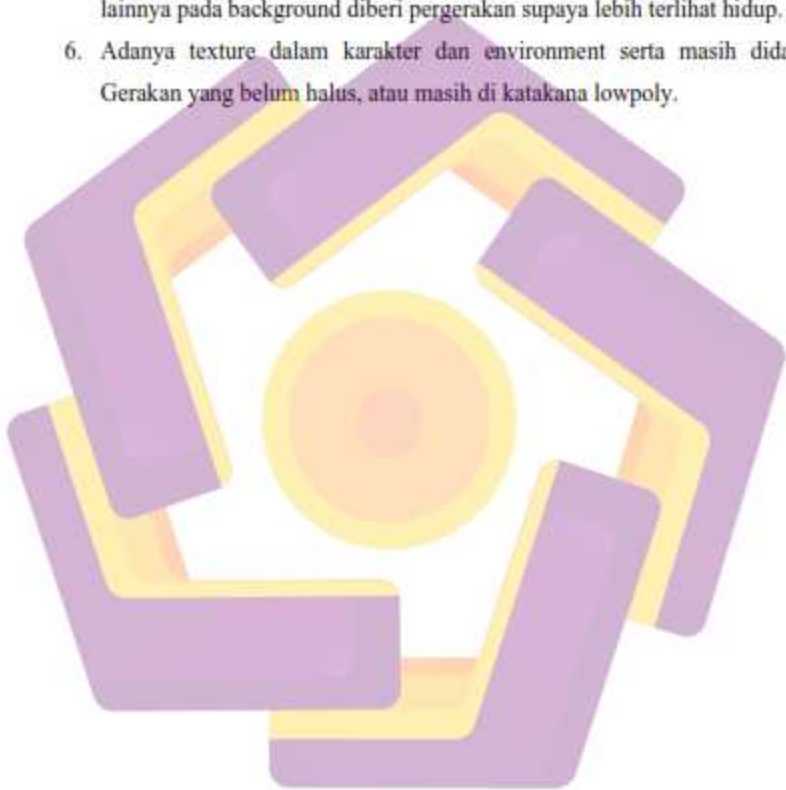 lainnya pada background diberi pergerakan supaya lebih terlihat hidup.
6. Adanya texture dalam karakter dan environment serta masih dida
Gerakan yang belum halus, atau masih di katakana lowpoly.